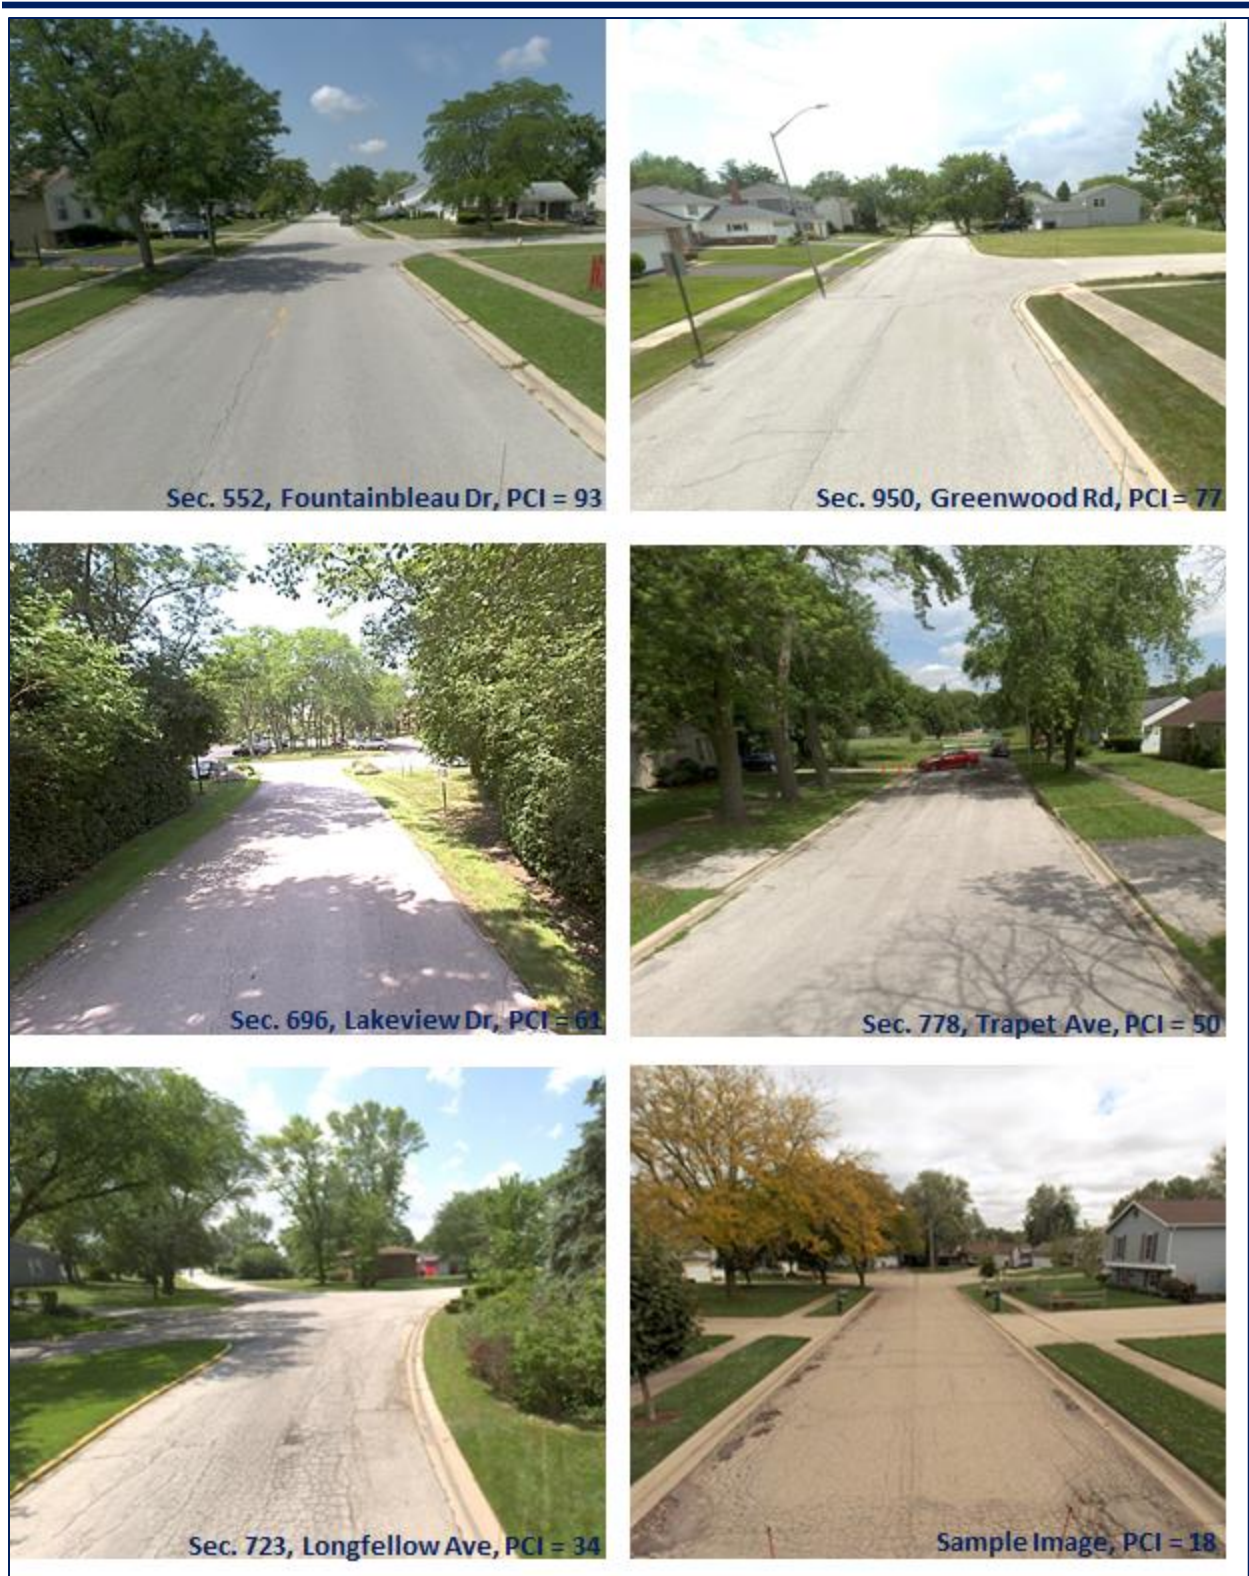 Sec. 552, Fountainbleau Dr, PCI = 93
Sec. 950, Greenwood Rd, PCI = 77
Sec. 696, Lakeview Dr, PCI = 61
Sec. 778, Trapet Ave, PCI = 50
Sec. 723, Longfellow Ave, PCI = 34
Sample Image, PCI = 18